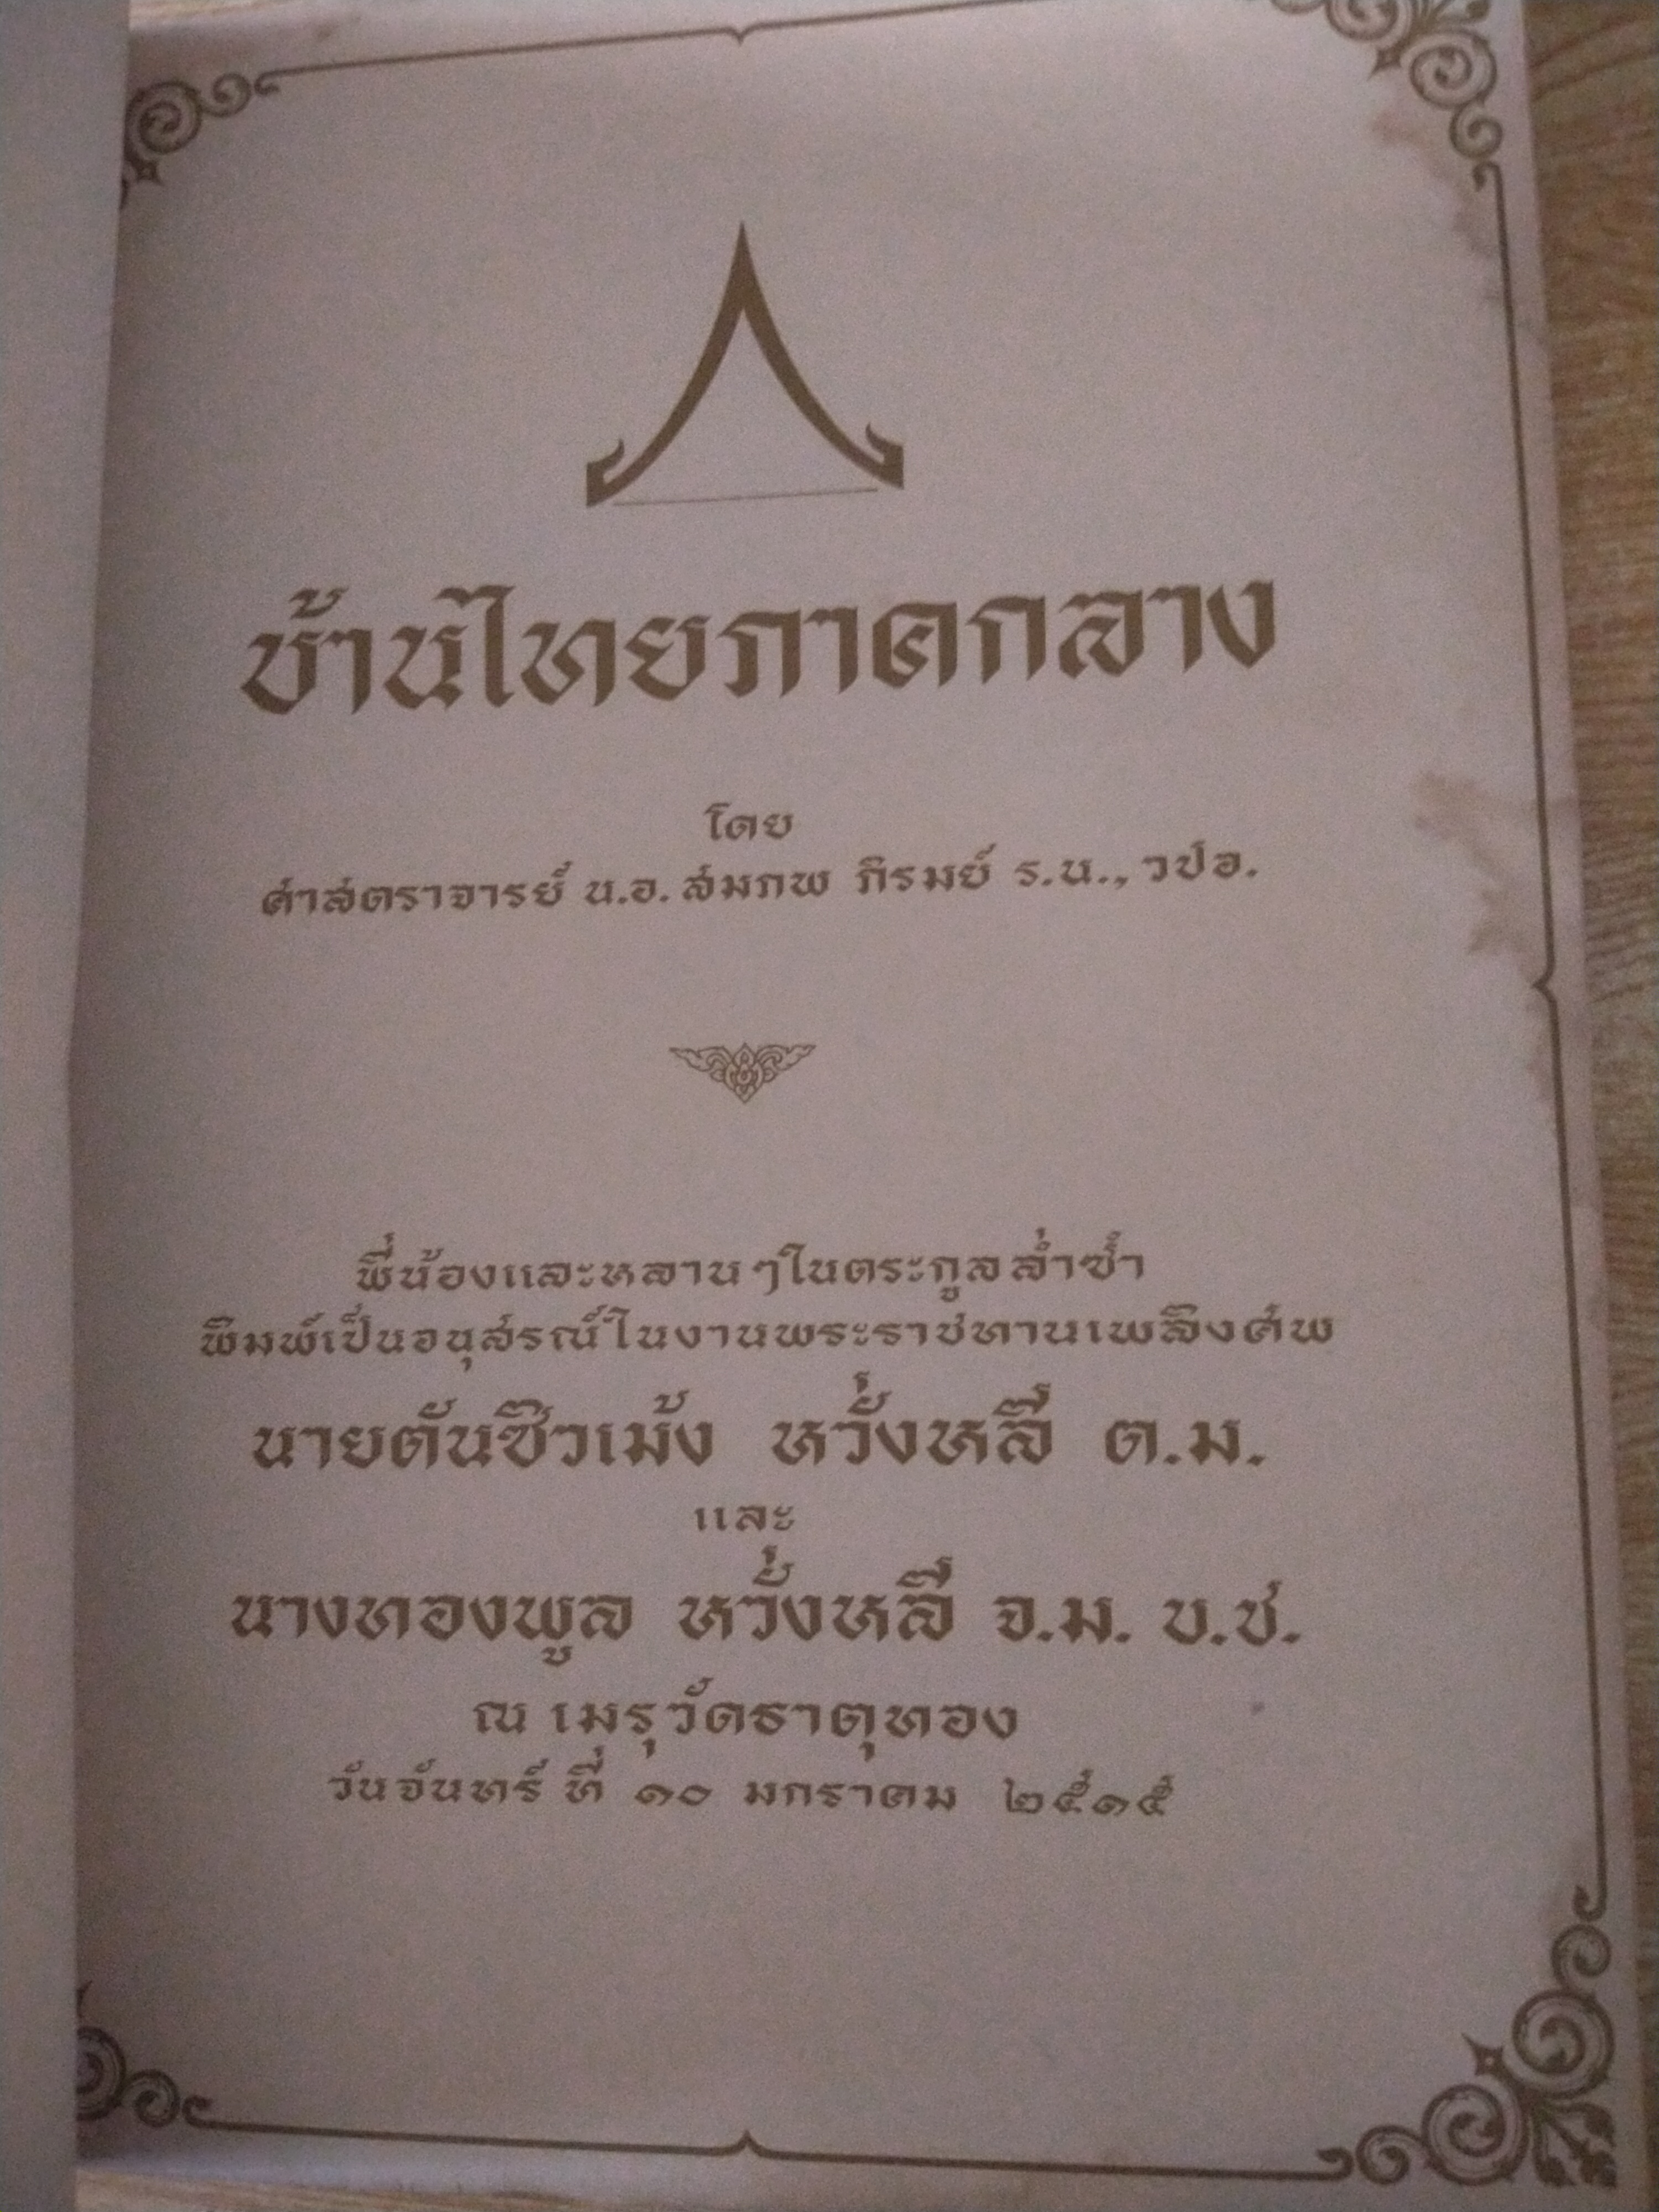 บ้านไทยภาคกลาง
โดย
ศาสตราจารย์ น.อ. สมภพ ภิรมย์ ร.น., วปอ.
พี่น้องและหลานๆในตระกูลล่ำซำ
พิมพ์เป็นอนุสรณ์ในงานพระราชทานเพลิงศพ
นายตันซิวเม้ง หวั่งหลี ต.ม.
และ
นางทองพูล หวั่งหลี จ.ม. บ.ช.
ณ เมรุวัดธาตุทอง
วันจันทร์ ที่ ๑๐ มกราคม ๒๕๑๕